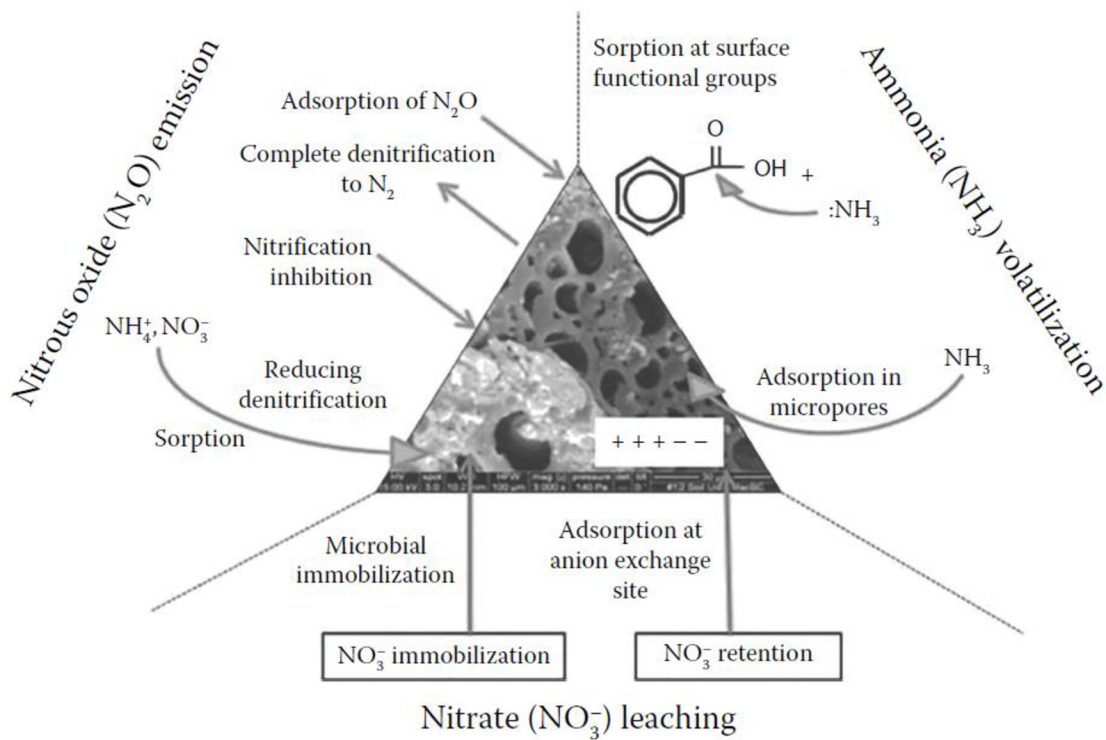 Nitrous oxide (N₂O) emission
Adsorption of N₂O
Complete denitrification
to N₂
Nitrification
inhibition
NH₄⁺, NO₃⁻
Reducing
denitrification
Sorption
Sorption at surface
functional groups
O
OH +
:NH₃
Ammonia (NH₃) volatilization
NH₃
Adsorption in
micropores
+ + + − −
Microbial
immobilization
Adsorption at
anion exchange
site
NO₃⁻ immobilization
NO₃⁻ retention
Nitrate (NO₃⁻) leaching